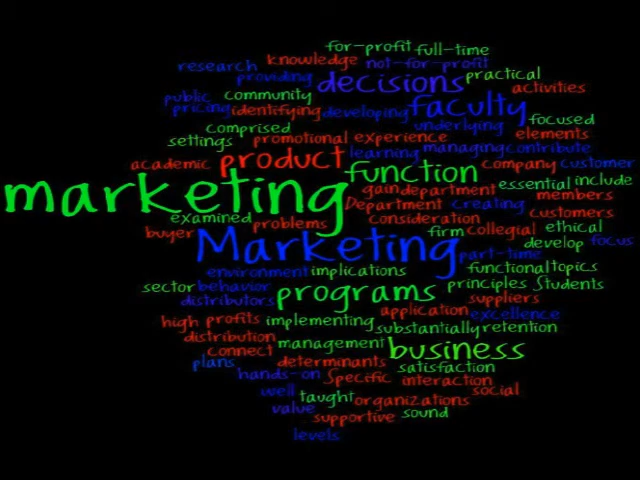 for-profit full-time
research knowledge not-for-profit
providing decisions practical
public community activities
pricing identifying developing faculty
comprised underlying focused
settings promotional experience elements
learning managing contribute
academic product function company customer
marketing gain department essential include
Department creating members
examined consideration customers
buyer problems firm collegial ethical
Marketing develop focus
part-time
environment implications functional topics
sector behavior principles Students
distributors programs suppliers
application excellence
high profits implementing substantially retention
distribution management business
connect
plans determinants satisfaction
hands-on Specific interaction
well taught social
value organizations
supportive sound
levels